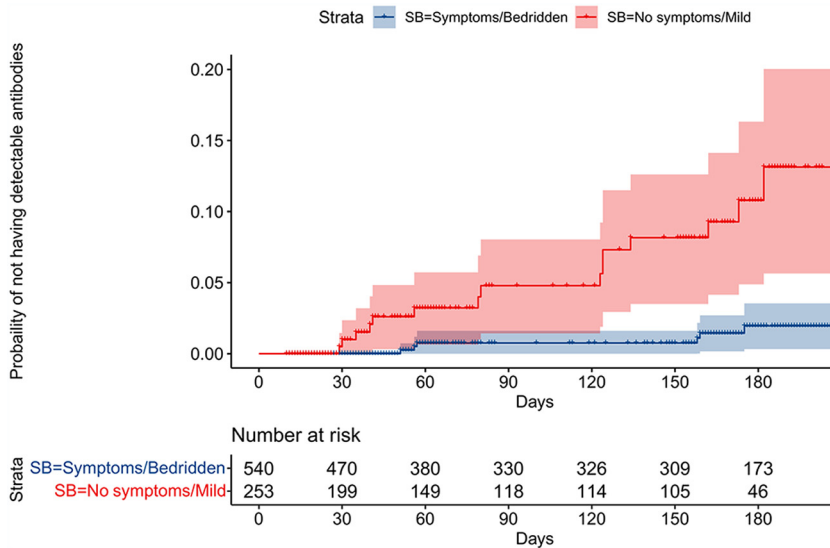 Strata SB=Symptoms/Bedridden SB=No symptoms/Mild
Probaility of not having detectable antibodies
0.20
0.15
0.10
0.05
0.00
0 30 60 90 120 150 180
Days
Number at risk
Strata
SB=Symptoms/Bedridden 540 470 380 330 326 309 173
SB=No symptoms/Mild 253 199 149 118 114 105 46
0 30 60 90 120 150 180
Days